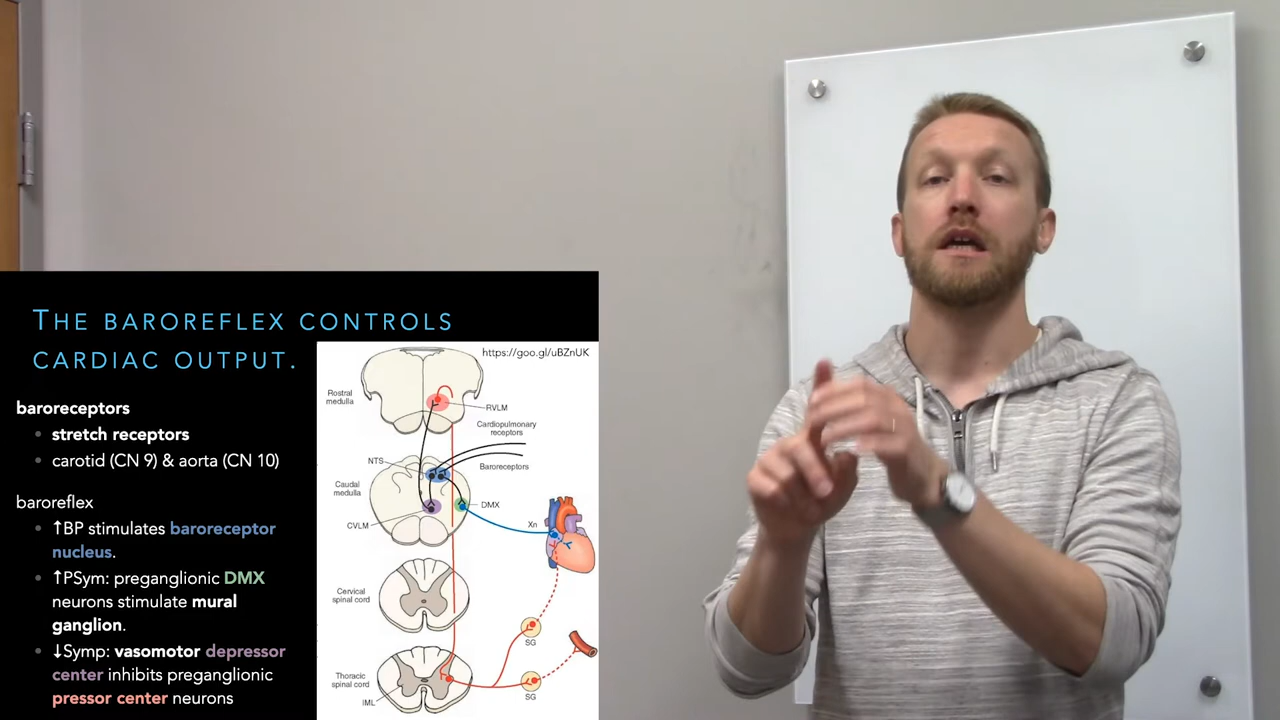 THE BAROREFLEX CONTROLS
CARDIAC OUTPUT.
baroreceptors
• stretch receptors
• carotid (CN 9) & aorta (CN 10)
baroreflex
• ↑BP stimulates baroreceptor
nucleus.
• ↑PSym: preganglionic DMX
neurons stimulate mural
ganglion.
• ↓Symp: vasomotor depressor
center inhibits preganglionic
pressor center neurons
https://goo.gl/uBZnUK
Rostral
medulla
RVLM
Cardiopulmonary
receptors
NTS
Baroreceptors
Caudal
medulla
DMX
CVLM
Xn
Cervical
spinal cord
SG
Thoracic
spinal cord
SG
IML